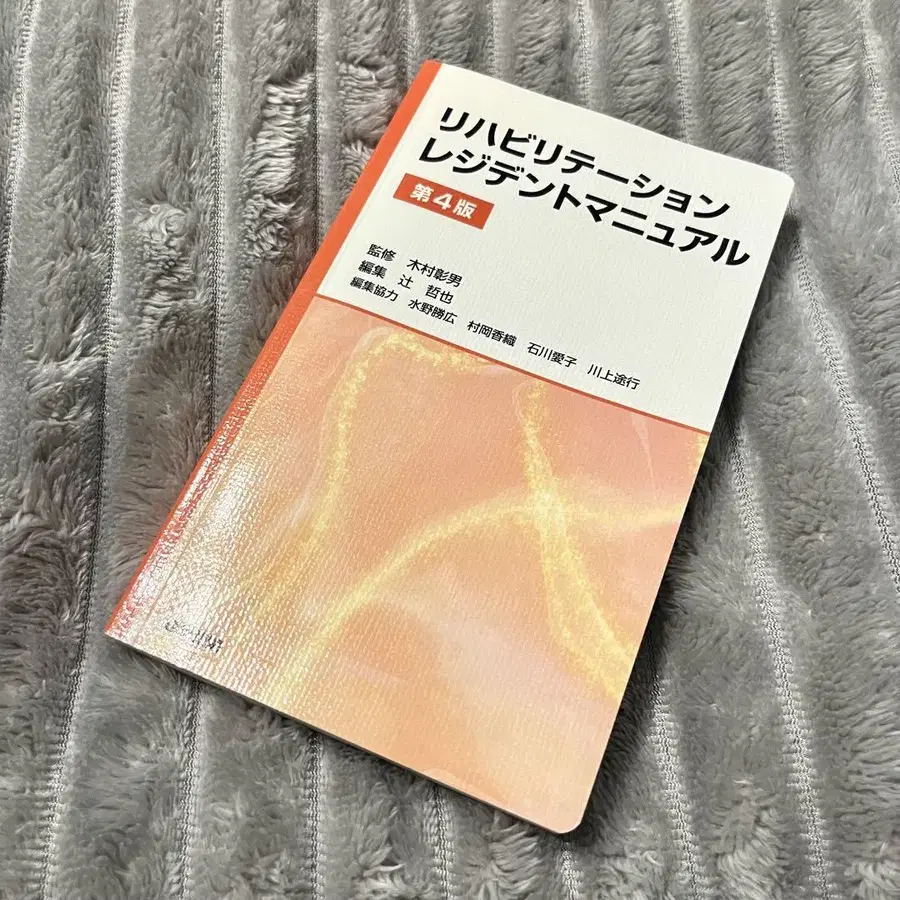 リハビリテーション
レジデントマニュアル
第4版
監修 木村彰男
編集 辻 哲也
編集協力 水野勝広 村岡香織 石川愛子 川上途行